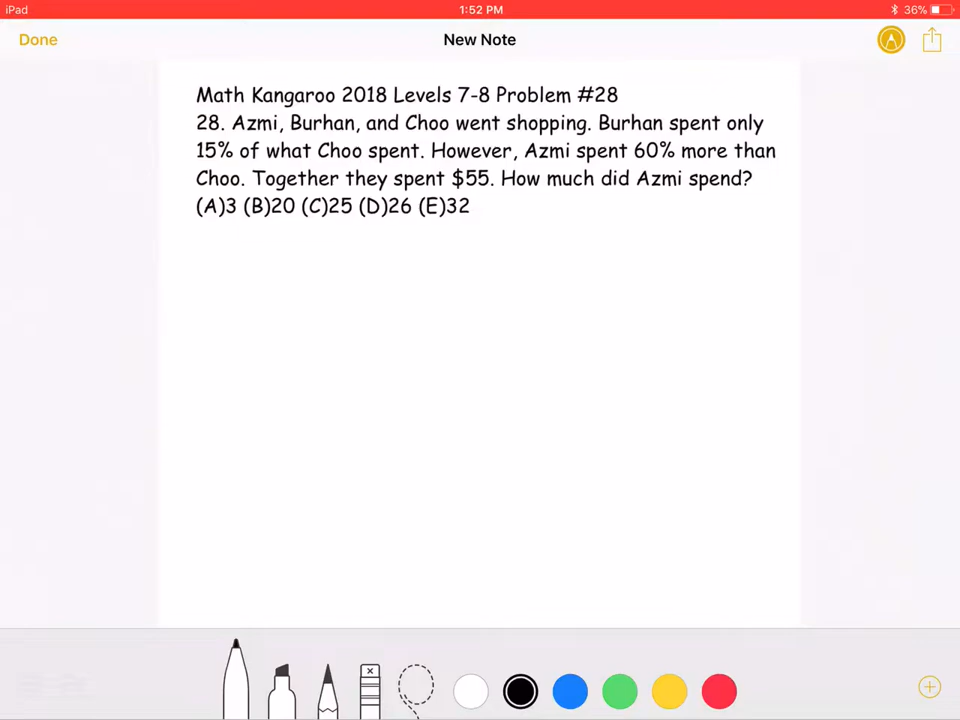 iPad
1:52 PM
36%
Done
New Note
Math Kangaroo 2018 Levels 7-8 Problem #28
28. Azmi, Burhan, and Choo went shopping. Burhan spent only
15% of what Choo spent. However, Azmi spent 60% more than
Choo. Together they spent $55. How much did Azmi spend?
(A)3 (B)20 (C)25 (D)26 (E)32